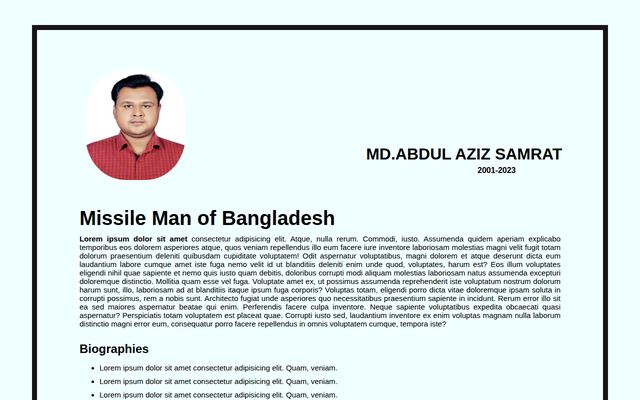 MD.ABDUL AZIZ SAMRAT
2001-2023
Missile Man of Bangladesh
Lorem ipsum dolor sit amet consectetur adipisicing elit. Atque, nulla rerum. Commodi, iusto. Assumenda quidem aperiam explicabo
temporibus eos dolorem asperiores atque, quos veniam repellendus illo eum facere iure inventore laboriosam molestias magni velit fugit totam
dolorum praesentium deleniti quibusdam cupiditate voluptatem! Odit aspernatur voluptatibus, magni dolorem et atque deserunt dicta eum
laudantium labore cumque amet iste fuga nemo velit id ut blanditiis deleniti enim unde quod, voluptates, harum est? Eos illum voluptates
eligendi nihil quae sapiente et nemo quis iusto quam debitis, doloribus corrupti modi aliquam molestias laboriosam natus assumenda excepturi
doloremque distinctio. Mollitia quam esse vel fuga. Voluptate amet ex, ut possimus assumenda reprehenderit iste voluptatum nostrum dolorum
harum sunt, illo, laboriosam ad at blanditiis itaque ipsum fuga corporis? Voluptas, eligendi porro dicta vitae doloremque ipsam soluta in
corrupti possimus, rem a nobis sunt. Architecto fugiat unde asperiores quo necessitatibus praesentium sapiente in incidunt. Rerum error illo sit
ea sed maiores aspernatur beatae qui enim. Perferendis facere culpa inventore. Neque sapiente voluptatibus expedita obcaecati quasi
aspernatur? Perspiciatis totam voluptatem est placeat quae. Corrupti iusto sed, laudantium inventore ex enim voluptas magnam nulla laborum
distinctio magni error eum, consequatur porro facere repellendus in omnis voluptatem cumque, tempora iste?
Biographies
Lorem ipsum dolor sit amet consectetur adipisicing elit. Quam, veniam.
Lorem ipsum dolor sit amet consectetur adipisicing elit. Quam, veniam.
Lorem ipsum dolor sit amet consectetur adipisicing elit. Quam, veniam.